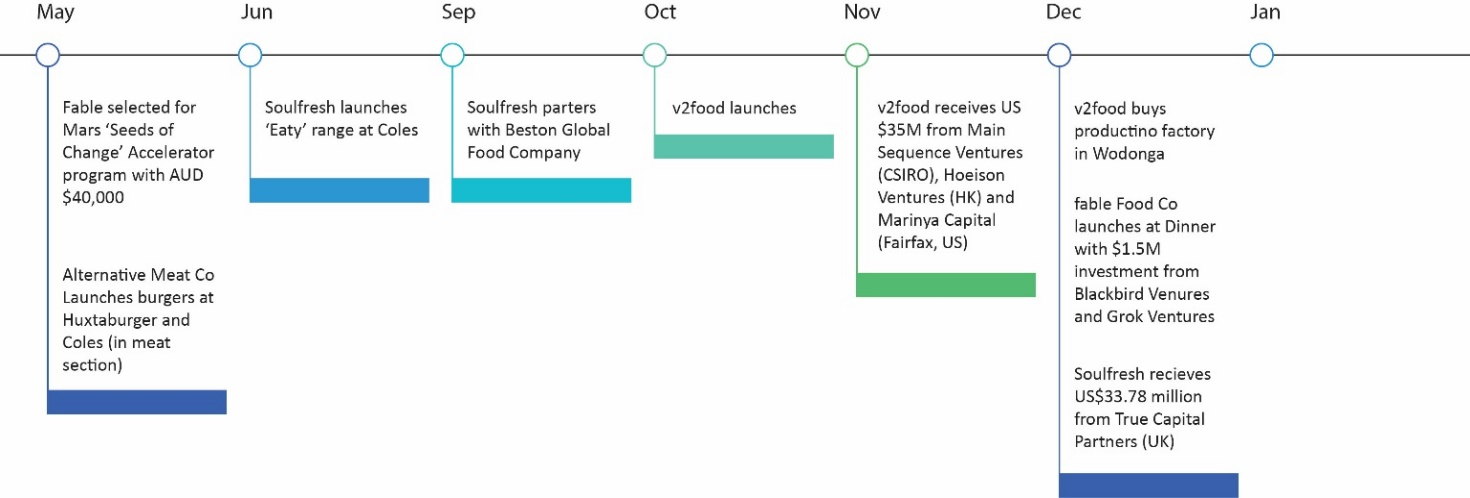 May
Jun
Sep
Oct
Nov
Dec
Jan
Fable selected for
Mars ‘Seeds of
Change’ Accelerator
program with AUD
$40,000
Alternative Meat Co
Launches burgers at
Huxtaburger and
Coles (in meat
section)
Soulfresh launches
‘Eaty’ range at Coles
Soulfresh parters
with Beston Global
Food Company
v2food launches
v2food receives US
$35M from Main
Sequence Ventures
(CSIRO), Hoeison
Ventures (HK) and
Marinya Capital
(Fairfax, US)
v2food buys
productino factory
in Wodonga
fable Food Co
launches at Dinner
with $1.5M
investment from
Blackbird Venures
and Grok Ventures
Soulfresh recieves
US$33.78 million
from True Capital
Partners (UK)